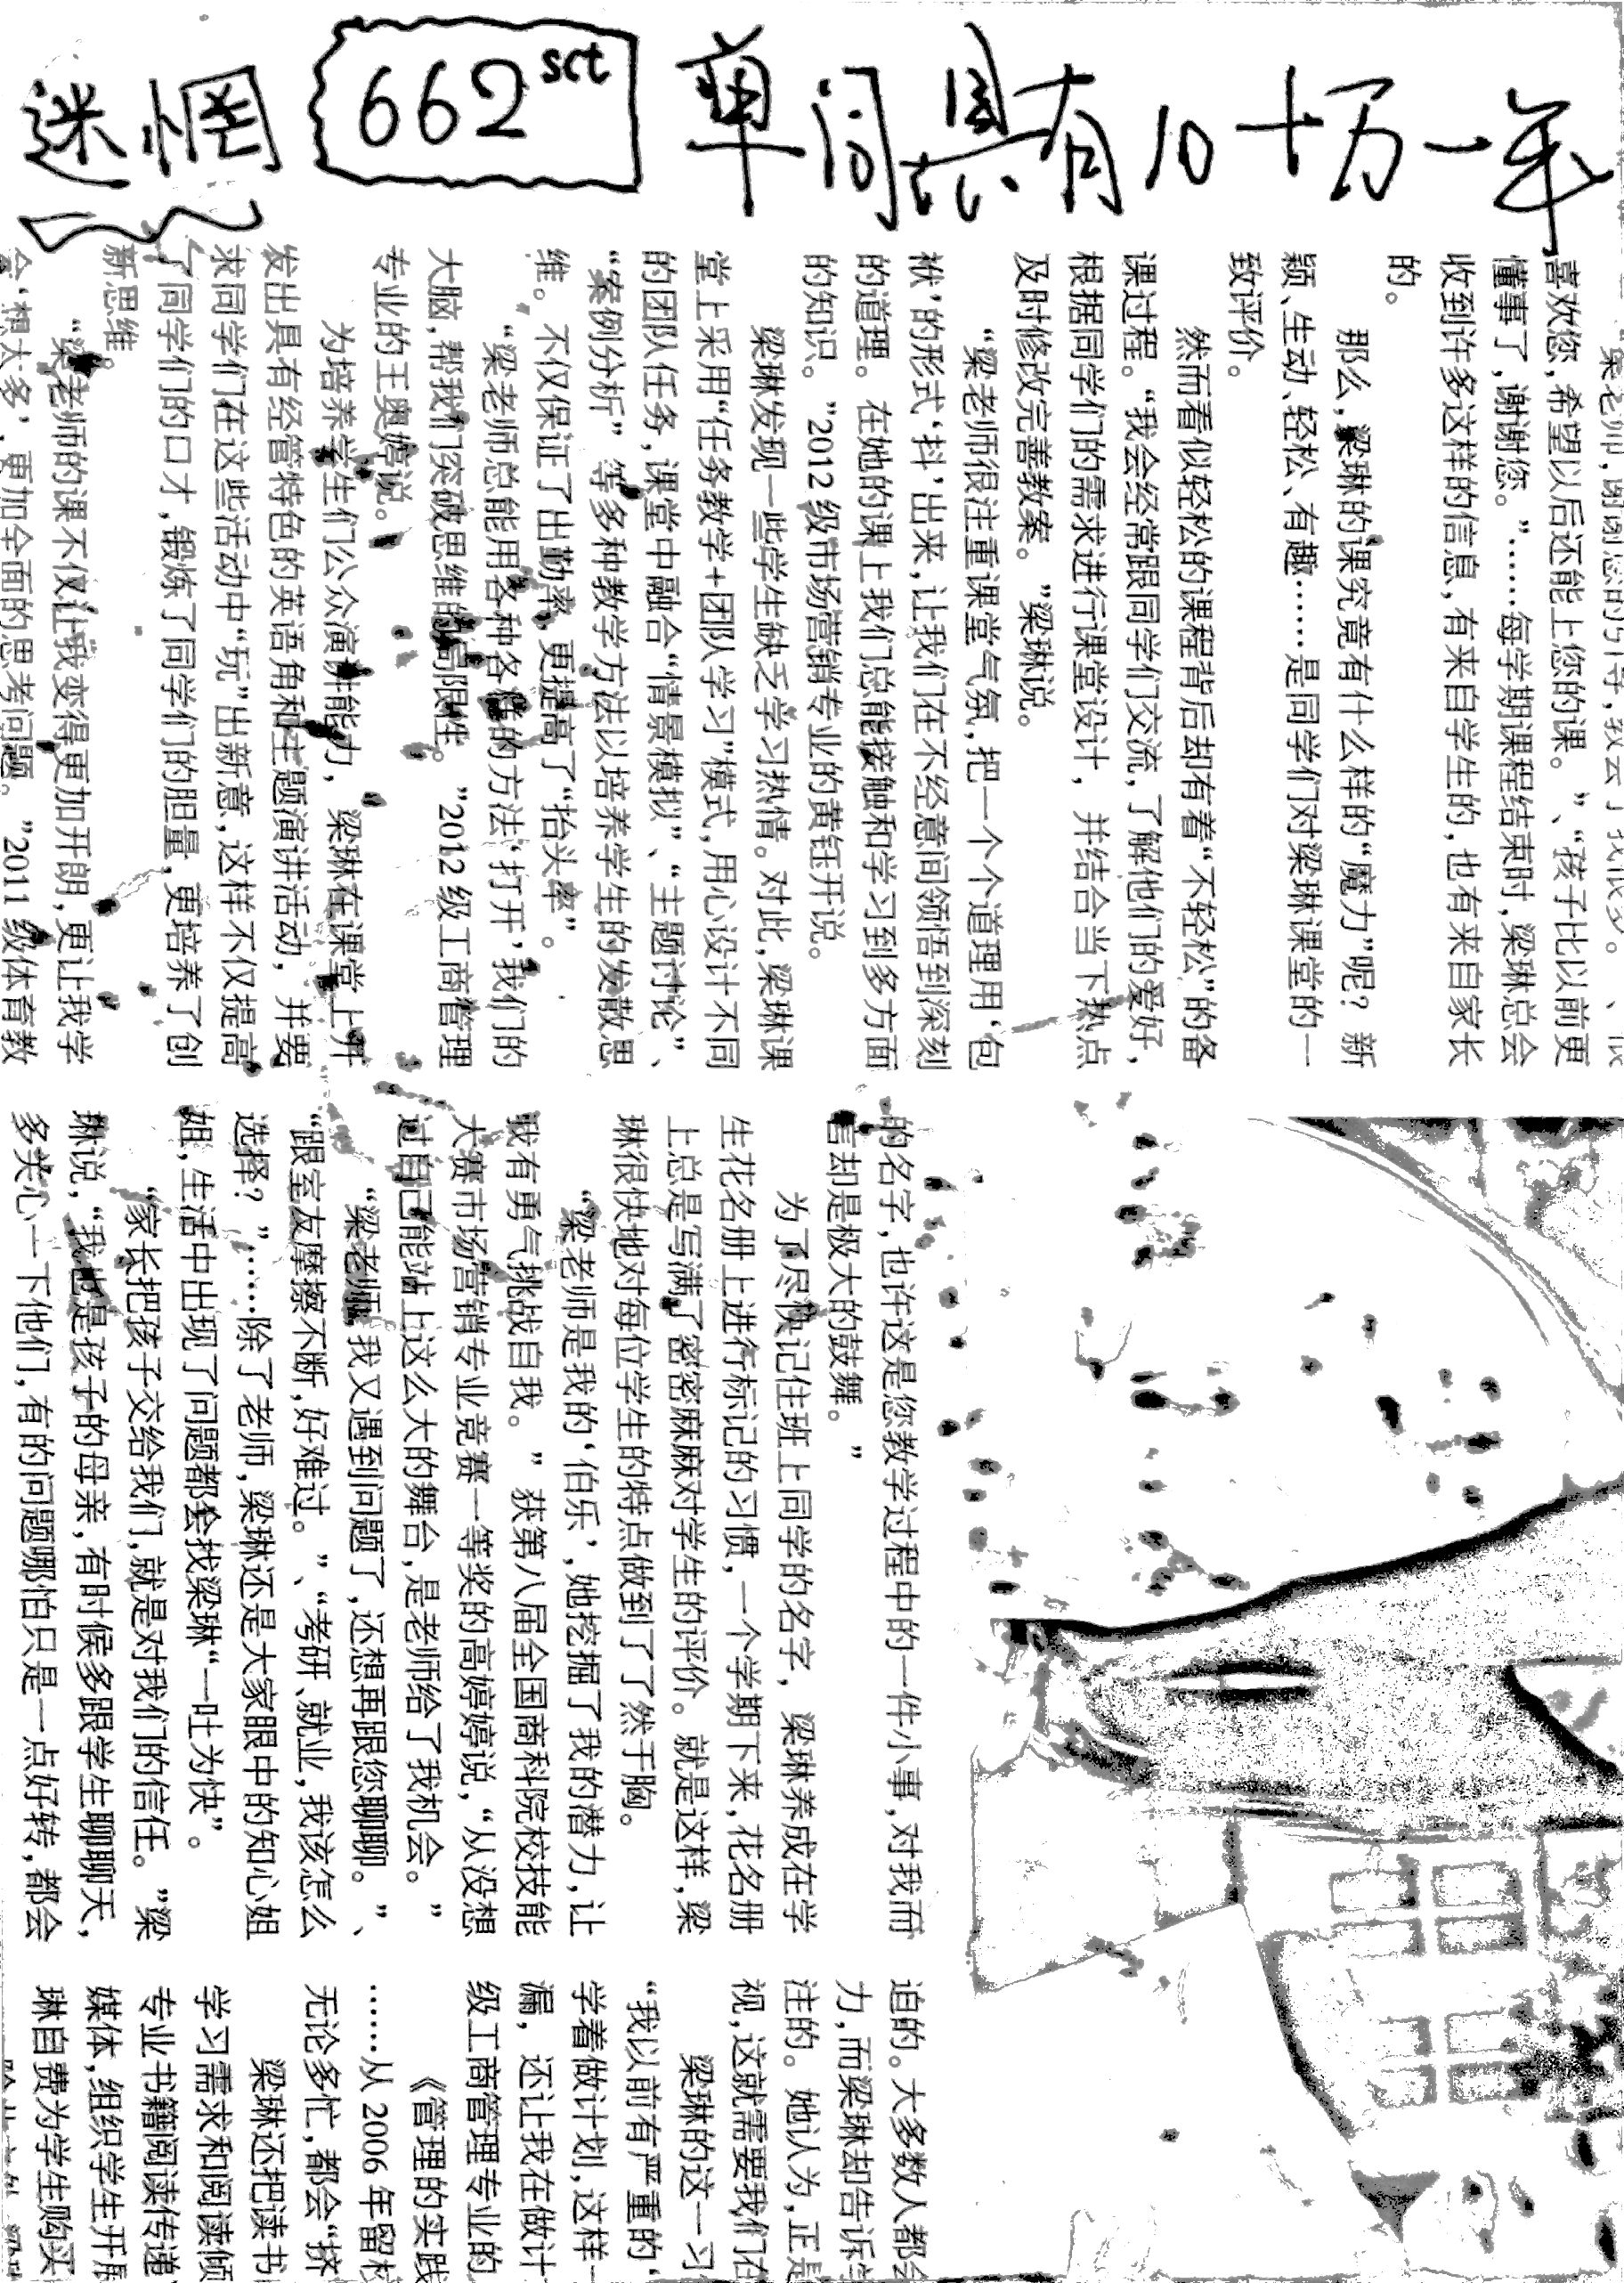 迷惘 662 sct 單间具有10十万一年
喜欢您,希望以后还能上您的课。”、“孩子比以前更
懂事了,谢谢您。”……每学期课程结束时,梁琳总会
收到许多这样的信息,有来自学生的,也有来自家长
的。
那么,梁琳的课究竟有什么样的“魔力”呢?新
颖、生动、轻松、有趣……是同学们对梁琳课堂的一
致评价。
然而看似轻松的课程背后却有着“不轻松”的备
课过程。“我会经常跟同学们交流,了解他们的爱好,
根据同学们的需求进行课堂设计,并结合当下热点
及时修改完善教案。”梁琳说。
“梁老师很注重课堂气氛,把一个个道理用‘包
袱’的形式‘抖’出来,让我们在不经意间领悟到深刻
的道理。在她的课上我们总能接触和学习到多方面
的知识。”2012级市场营销专业的黄钰开说。
梁琳发现一些学生缺乏学习热情。对此,梁琳课
堂上采用“任务教学+团队学习”模式,用心设计不同
的团队任务,课堂中融合“情景模拟”、“主题讨论”、
“案例分析”等多种教学方法以培养学生的发散思
维。不仅保证了出勤率,更提高了“抬头率”。
“梁老师总能用各种各样的方法‘打开’我们的
大脑,帮我们突破思维的局限性。”2012级工商管理
专业的王奥婷说。
为培养学生们公众演讲能力,梁琳在课堂上开
发出具有经管特色的英语角和主题演讲活动,并要
求同学们在这些活动中“玩”出新意,这样不仅提高
了同学们的口才,锻炼了同学们的胆量,更培养了创
新思维。
“梁老师的课不仅让我变得更加开朗,更让我学
会‘想太多’,更加全面的思考问题。”2011级体育教
的名字,也许这是您教学过程中的一件小事,对我而
言却是极大的鼓舞。”
为了尽快记住班上同学的名字,梁琳养成在学
生花名册上进行标记的习惯,一个学期下来,花名册
上总是写满了密密麻麻对学生的评价。就是这样,梁
琳很快地对每位学生的特点做到了了然于胸。
“梁老师是我的‘伯乐’,她挖掘了我的潜力,让
我有勇气挑战自我。”获第八届全国商科院校技能
大赛市场营销专业竞赛一等奖的高婷婷说,“从没想
过自己能站上这么大的舞台,是老师给了我机会。”
“梁老师,我又遇到问题了,还想再跟您聊聊。”、
“跟室友摩擦不断,好难过。”、“考研、就业,我该怎么
选择?”……除了老师,梁琳还是大家眼中的知心姐
姐,生活中出现了问题都会找梁琳“一吐为快”。
“家长把孩子交给我们,就是对我们的信任。”梁
琳说,“我也是孩子的母亲,有时候多跟学生聊聊天,
多关心一下他们,有的问题哪怕只是一点好转,都会
迫的。大多数人都会
力,而梁琳却告诉学
注的。她认为,正是
视,这就需要我们在
梁琳的这一习
“我以前有严重的‘
学着做计划,这样一
漏,还让我在做计
级工商管理专业的
《管理的实践
……从2006年留校
无论多忙,都会“挤
梁琳还把读书
学习需求和阅读倾
专业书籍阅读传递
媒体,组织学生开展
琳自费为学生购买